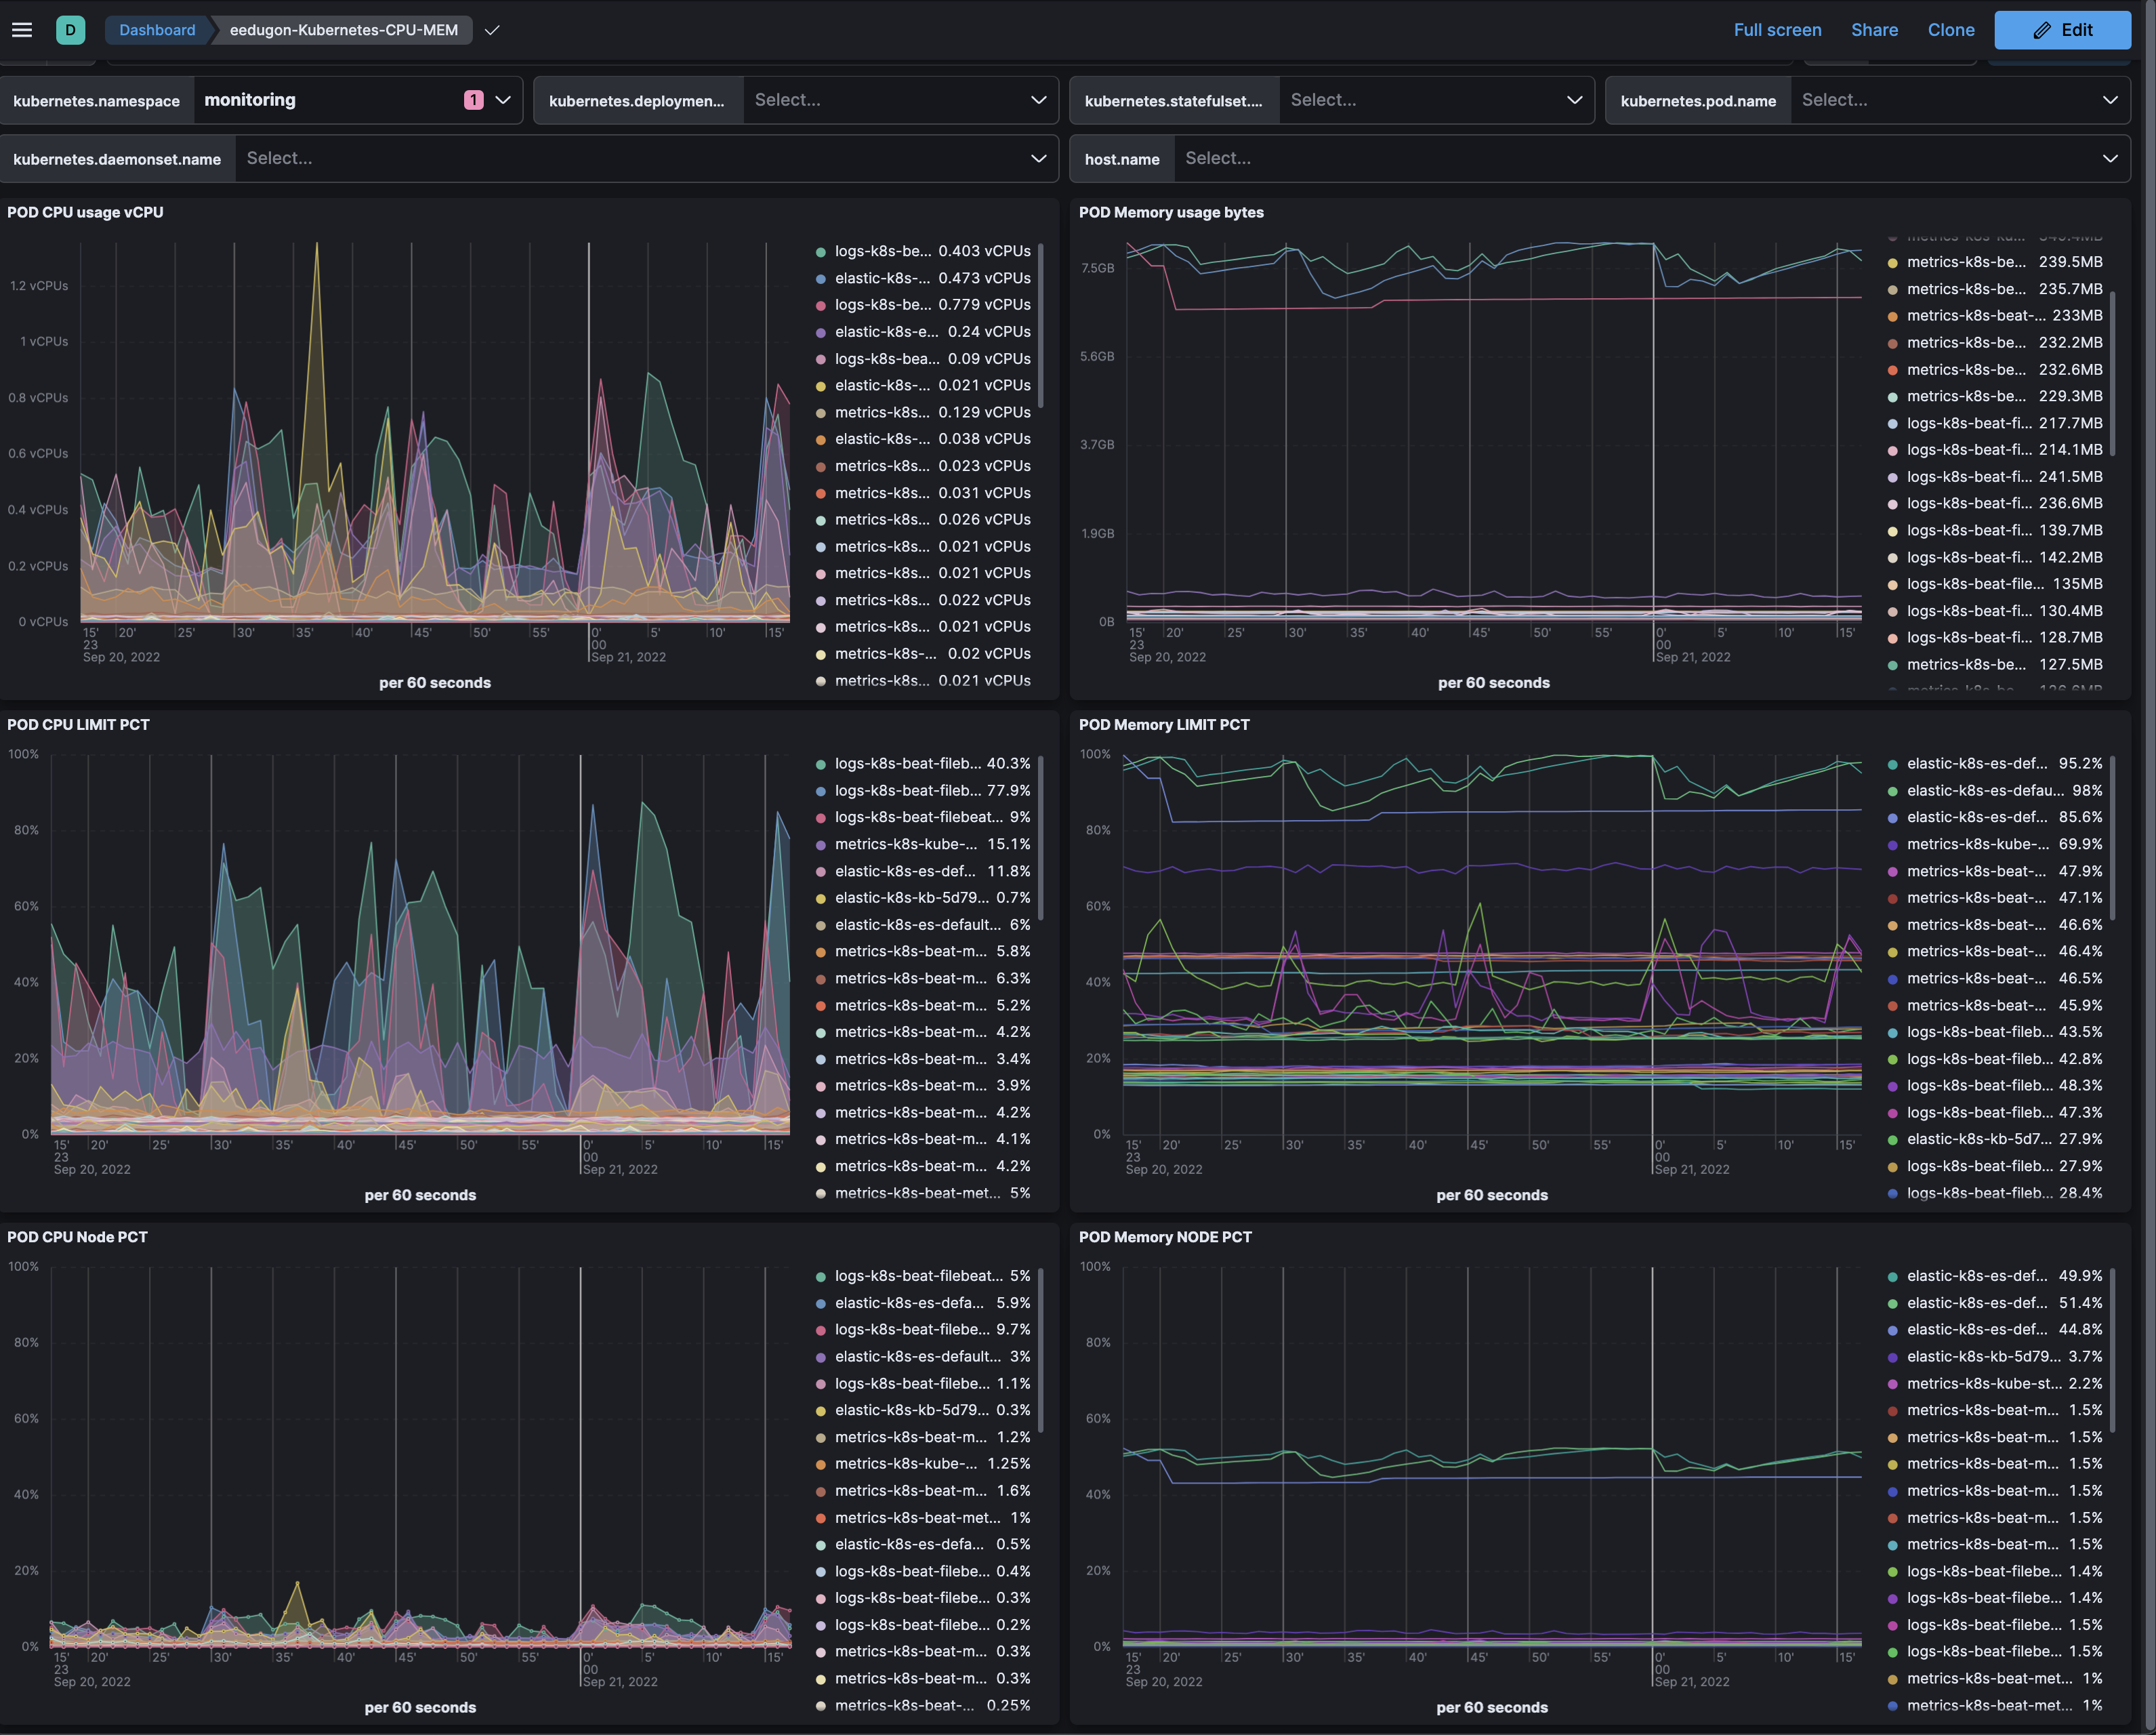 D Dashboard eedugon-Kubernetes-CPU-MEM Full screen Share Clone Edit
kubernetes.namespace monitoring 1 kubernetes.deploymen... Select... kubernetes.statefulset.... Select... kubernetes.pod.name Select...
kubernetes.daemonset.name Select... host.name Select...
POD CPU usage vCPU
1.2 vCPUs
1 vCPUs
0.8 vCPUs
0.6 vCPUs
0.4 vCPUs
0.2 vCPUs
0 vCPUs
15' 20' 25' 30' 35' 40' 45' 50' 55' 0' 5' 10' 15'
23 00
Sep 20, 2022 Sep 21, 2022
per 60 seconds
logs-k8s-be... 0.403 vCPUs
elastic-k8s-... 0.473 vCPUs
logs-k8s-be... 0.779 vCPUs
elastic-k8s-e... 0.24 vCPUs
logs-k8s-bea... 0.09 vCPUs
elastic-k8s-... 0.021 vCPUs
metrics-k8s... 0.129 vCPUs
elastic-k8s-... 0.038 vCPUs
metrics-k8s... 0.023 vCPUs
metrics-k8s... 0.031 vCPUs
metrics-k8s... 0.026 vCPUs
metrics-k8s... 0.021 vCPUs
metrics-k8s... 0.021 vCPUs
metrics-k8s... 0.022 vCPUs
metrics-k8s... 0.021 vCPUs
metrics-k8s-... 0.02 vCPUs
metrics-k8s... 0.021 vCPUs
POD Memory usage bytes
7.5GB
5.6GB
3.7GB
1.9GB
0B
15' 20' 25' 30' 35' 40' 45' 50' 55' 0' 5' 10' 15'
23 00
Sep 20, 2022 Sep 21, 2022
per 60 seconds
metrics-k8s-be... 239.5MB
metrics-k8s-be... 235.7MB
metrics-k8s-beat-... 233MB
metrics-k8s-be... 232.2MB
metrics-k8s-be... 232.6MB
metrics-k8s-be... 229.3MB
logs-k8s-beat-fi... 217.7MB
logs-k8s-beat-fi... 214.1MB
logs-k8s-beat-fi... 241.5MB
logs-k8s-beat-fi... 236.6MB
logs-k8s-beat-fi... 139.7MB
logs-k8s-beat-fi... 142.2MB
logs-k8s-beat-file... 135MB
logs-k8s-beat-fi... 130.4MB
logs-k8s-beat-fi... 128.7MB
metrics-k8s-be... 127.5MB
POD CPU LIMIT PCT
100%
80%
60%
40%
20%
0%
15' 20' 25' 30' 35' 40' 45' 50' 55' 0' 5' 10' 15'
23 00
Sep 20, 2022 Sep 21, 2022
per 60 seconds
logs-k8s-beat-fileb... 40.3%
logs-k8s-beat-fileb... 77.9%
logs-k8s-beat-filebeat... 9%
metrics-k8s-kube-... 15.1%
elastic-k8s-es-def... 11.8%
elastic-k8s-kb-5d79... 0.7%
elastic-k8s-es-default... 6%
metrics-k8s-beat-m... 5.8%
metrics-k8s-beat-m... 6.3%
metrics-k8s-beat-m... 5.2%
metrics-k8s-beat-m... 4.2%
metrics-k8s-beat-m... 3.4%
metrics-k8s-beat-m... 3.9%
metrics-k8s-beat-m... 4.2%
metrics-k8s-beat-m... 4.1%
metrics-k8s-beat-m... 4.2%
metrics-k8s-beat-met... 5%
POD Memory LIMIT PCT
100%
80%
60%
40%
20%
0%
15' 20' 25' 30' 35' 40' 45' 50' 55' 0' 5' 10' 15'
23 00
Sep 20, 2022 Sep 21, 2022
per 60 seconds
elastic-k8s-es-def... 95.2%
elastic-k8s-es-defau... 98%
elastic-k8s-es-def... 85.6%
metrics-k8s-kube-... 69.9%
metrics-k8s-beat-... 47.9%
metrics-k8s-beat-... 47.1%
metrics-k8s-beat-... 46.6%
metrics-k8s-beat-... 46.4%
metrics-k8s-beat-... 46.5%
metrics-k8s-beat-... 45.9%
logs-k8s-beat-fileb... 43.5%
logs-k8s-beat-fileb... 42.8%
logs-k8s-beat-fileb... 48.3%
logs-k8s-beat-fileb... 47.3%
elastic-k8s-kb-5d7... 27.9%
logs-k8s-beat-fileb... 27.9%
logs-k8s-beat-fileb... 28.4%
POD CPU Node PCT
100%
80%
60%
40%
20%
0%
15' 20' 25' 30' 35' 40' 45' 50' 55' 0' 5' 10' 15'
23 00
Sep 20, 2022 Sep 21, 2022
per 60 seconds
logs-k8s-beat-filebeat... 5%
elastic-k8s-es-defa... 5.9%
logs-k8s-beat-filebe... 9.7%
elastic-k8s-es-default... 3%
logs-k8s-beat-filebe... 1.1%
elastic-k8s-kb-5d79... 0.3%
metrics-k8s-beat-m... 1.2%
metrics-k8s-kube-... 1.25%
metrics-k8s-beat-m... 1.6%
metrics-k8s-beat-met... 1%
elastic-k8s-es-defa... 0.5%
logs-k8s-beat-filebe... 0.4%
logs-k8s-beat-filebe... 0.3%
logs-k8s-beat-filebe... 0.2%
metrics-k8s-beat-m... 0.3%
metrics-k8s-beat-m... 0.3%
metrics-k8s-beat-... 0.25%
POD Memory NODE PCT
100%
80%
60%
40%
20%
0%
15' 20' 25' 30' 35' 40' 45' 50' 55' 0' 5' 10' 15'
23 00
Sep 20, 2022 Sep 21, 2022
per 60 seconds
elastic-k8s-es-def... 49.9%
elastic-k8s-es-def... 51.4%
elastic-k8s-es-def... 44.8%
elastic-k8s-kb-5d79... 3.7%
metrics-k8s-kube-st... 2.2%
metrics-k8s-beat-m... 1.5%
metrics-k8s-beat-m... 1.5%
metrics-k8s-beat-m... 1.5%
metrics-k8s-beat-m... 1.5%
metrics-k8s-beat-m... 1.5%
metrics-k8s-beat-m... 1.5%
logs-k8s-beat-filebe... 1.4%
logs-k8s-beat-filebe... 1.4%
logs-k8s-beat-filebe... 1.5%
logs-k8s-beat-filebe... 1.5%
metrics-k8s-beat-met... 1%
metrics-k8s-beat-met... 1%